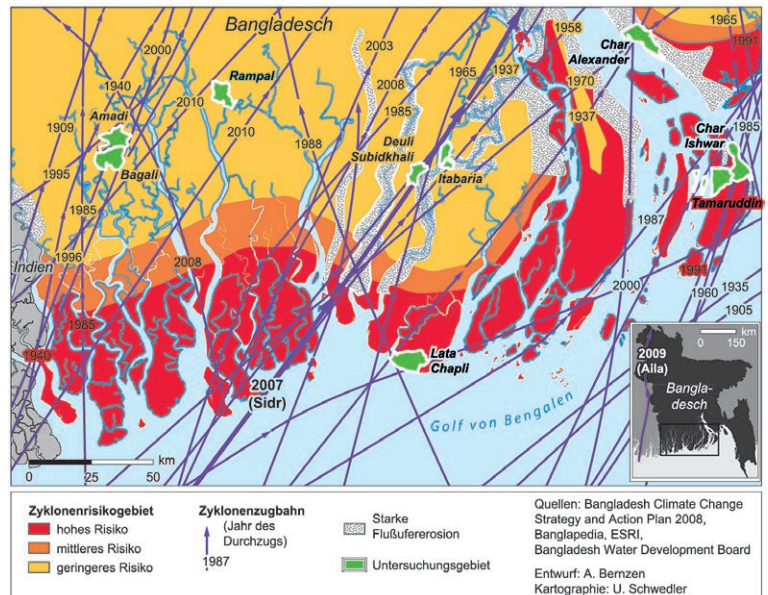 Bangladesch
2000
2003
1958
Char
Alexander
1965
1991
1940
Rampal
2008
1965
1937
1970
2010
Amadi
1909
2010
1985
1937
Char
Ishwar
1985
1988
Deuli
Subidkhali
Itabaria
Bagali
1995
Tamaruddin
1985
1987
Indien
1996
2008
1991
2000
1960
1935
1905
1985
1940
Lata
Chapli
2007
(Sidr)
Golf von Bengalen
0 150
km
2009
(Aila)
Bangla-
desch
0 25 50
km
Zyklonenrisikogebiet
hohes Risiko
mittleres Risiko
geringeres Risiko
Zyklonenzugbahn
(Jahr des
Durchzugs)
1987
Starke
Flußufererosion
Untersuchungsgebiet
Quellen: Bangladesh Climate Change
Strategy and Action Plan 2008,
Banglapedia, ESRI,
Bangladesh Water Development Board
Entwurf: A. Bernzen
Kartographie: U. Schwedler